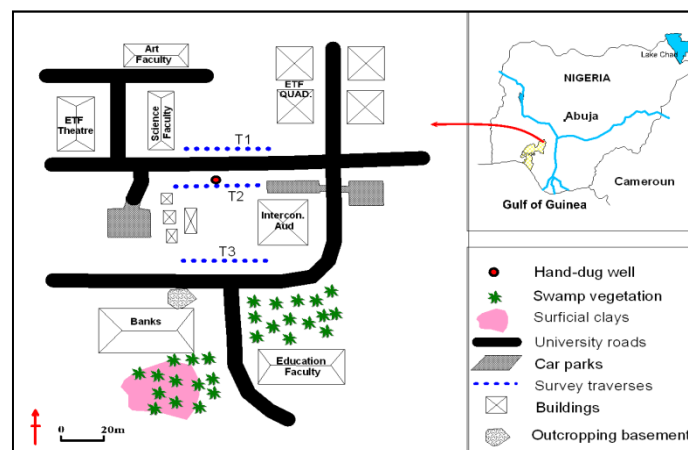 Art
Faculty
ETF
Theatre
Science
Faculty
ETF
QUAD.
T1
T2
Intercon.
Aud
T3
Banks
Education
Faculty
0
20m
Lake Chad
NIGERIA
Abuja
Cameroun
Gulf of Guinea
Hand-dug well
Swamp vegetation
Surficial clays
University roads
Car parks
Survey traverses
Buildings
Outcropping basement